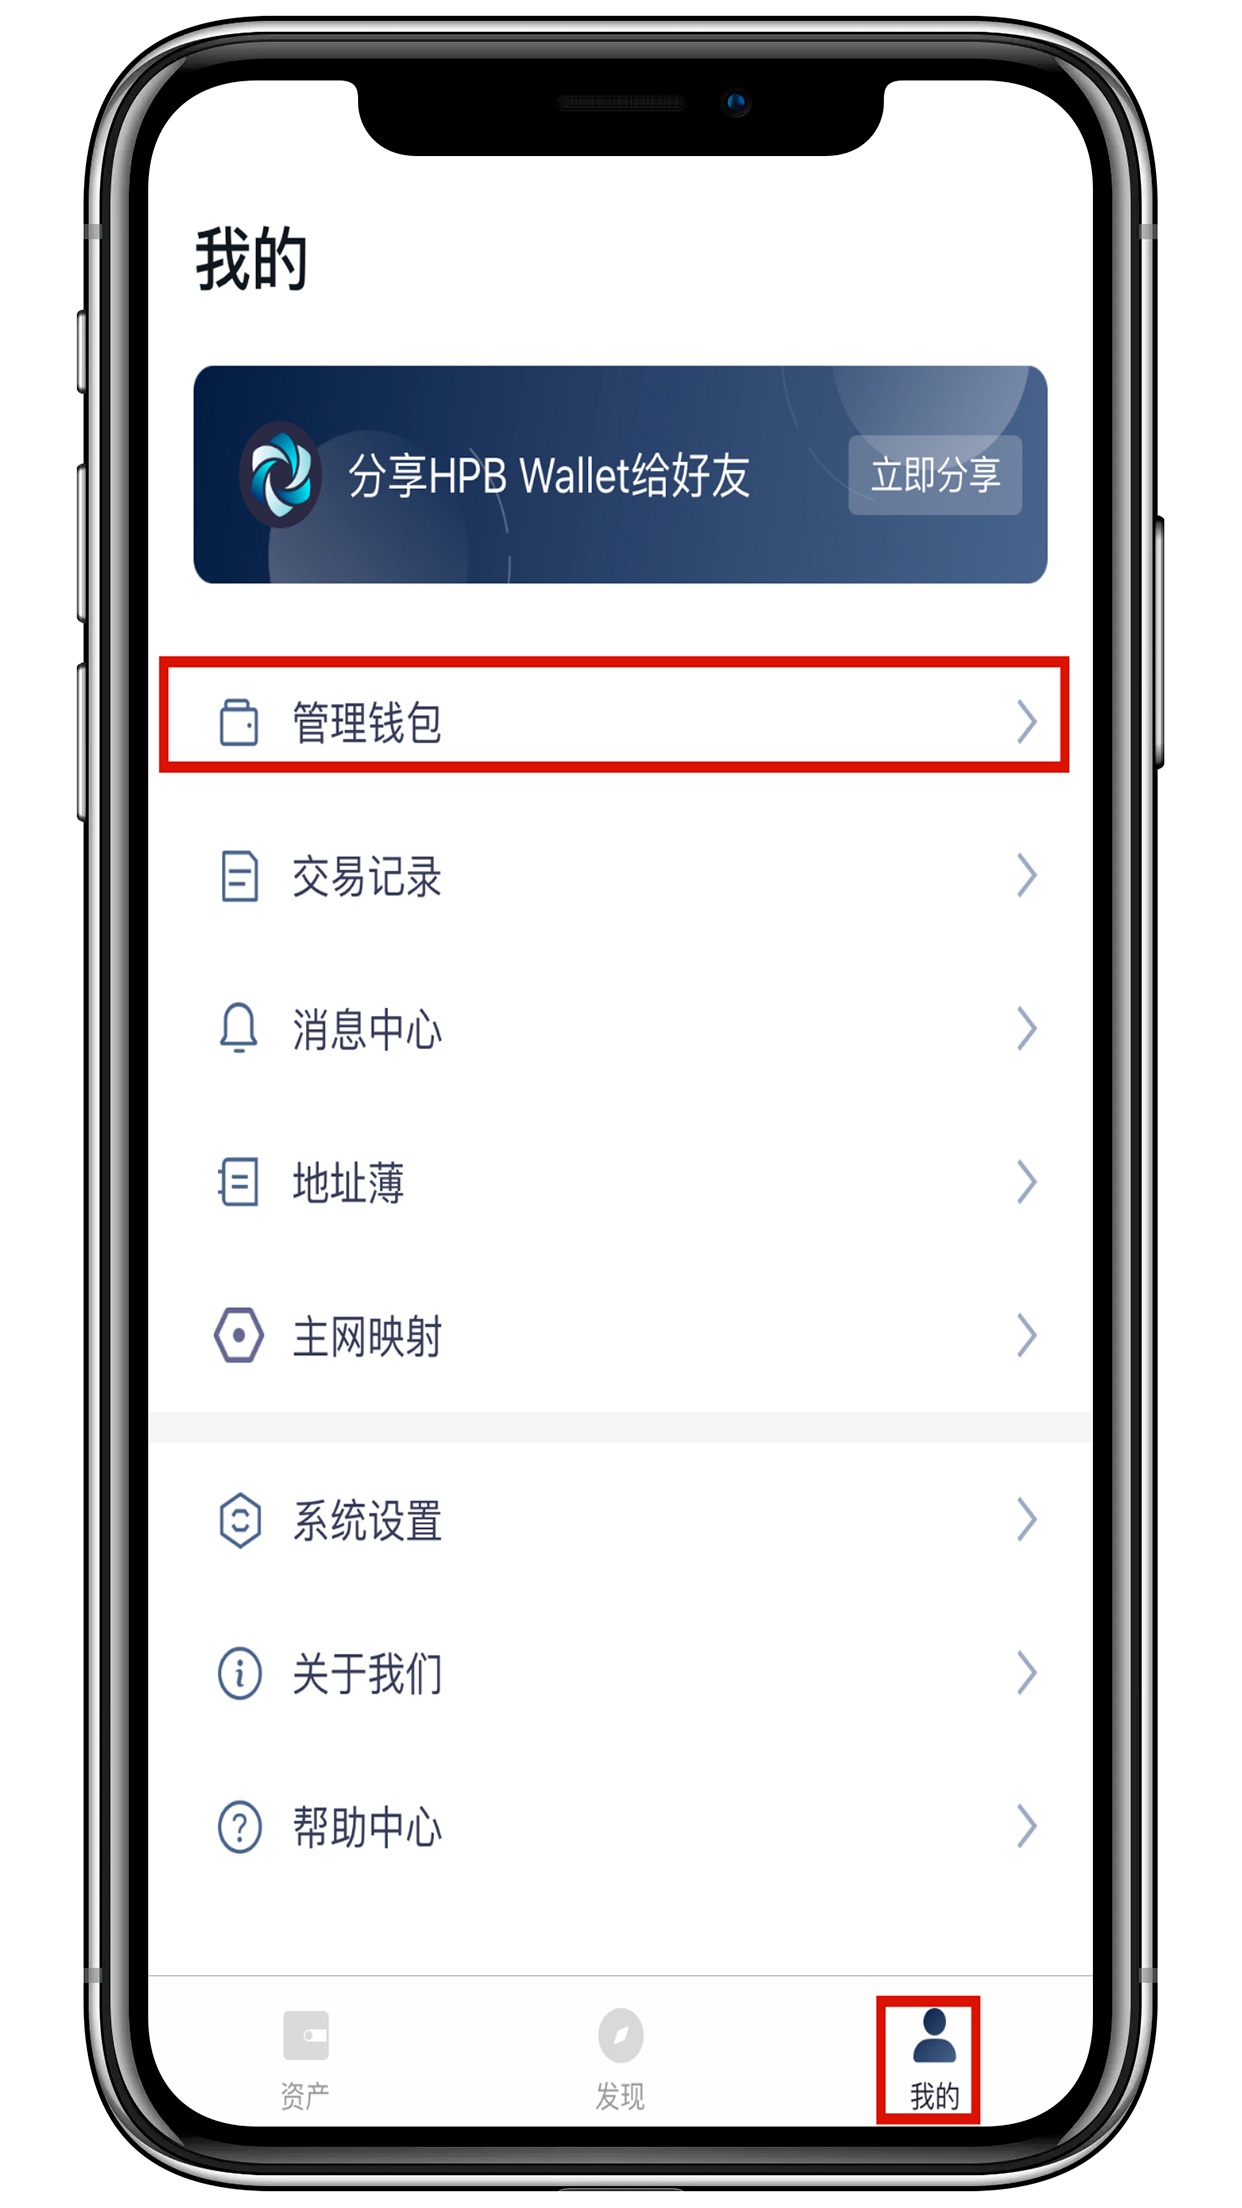 我的
分享HPB Wallet给好友
立即分享
管理钱包
交易记录
消息中心
地址薄
主网映射
系统设置
关于我们
帮助中心
资产
发现
我的